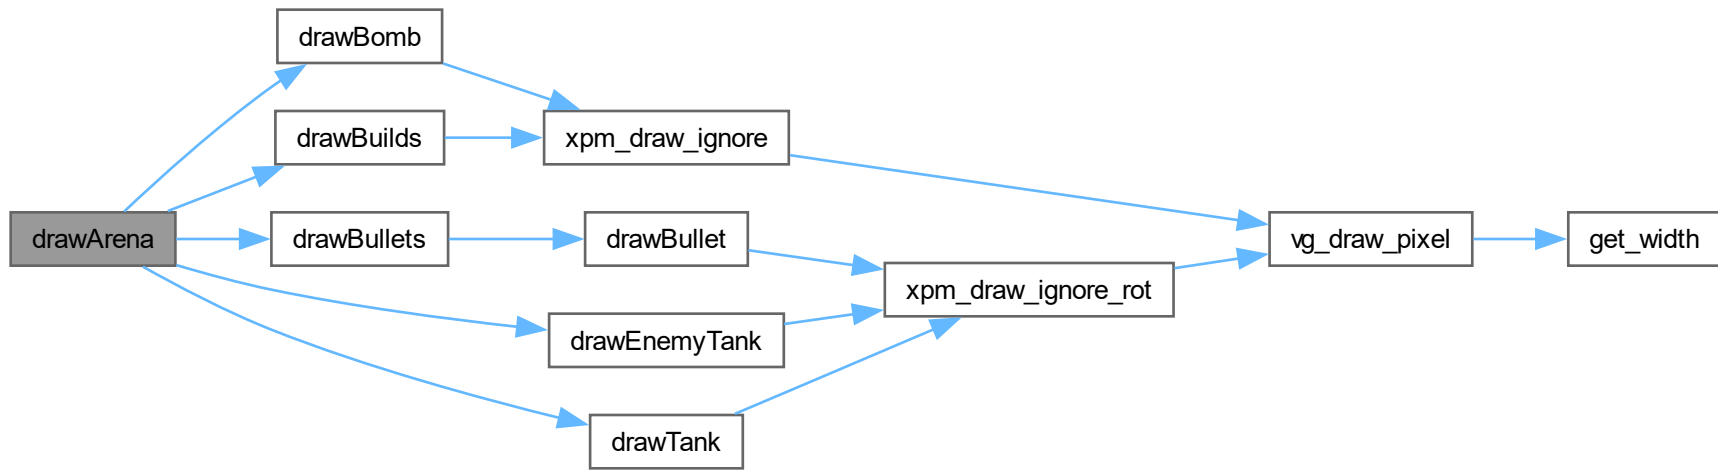 drawBomb
drawBuilds
xpm_draw_ignore
drawArena
drawBullets
drawBullet
vg_draw_pixel
get_width
xpm_draw_ignore_rot
drawEnemyTank
drawTank